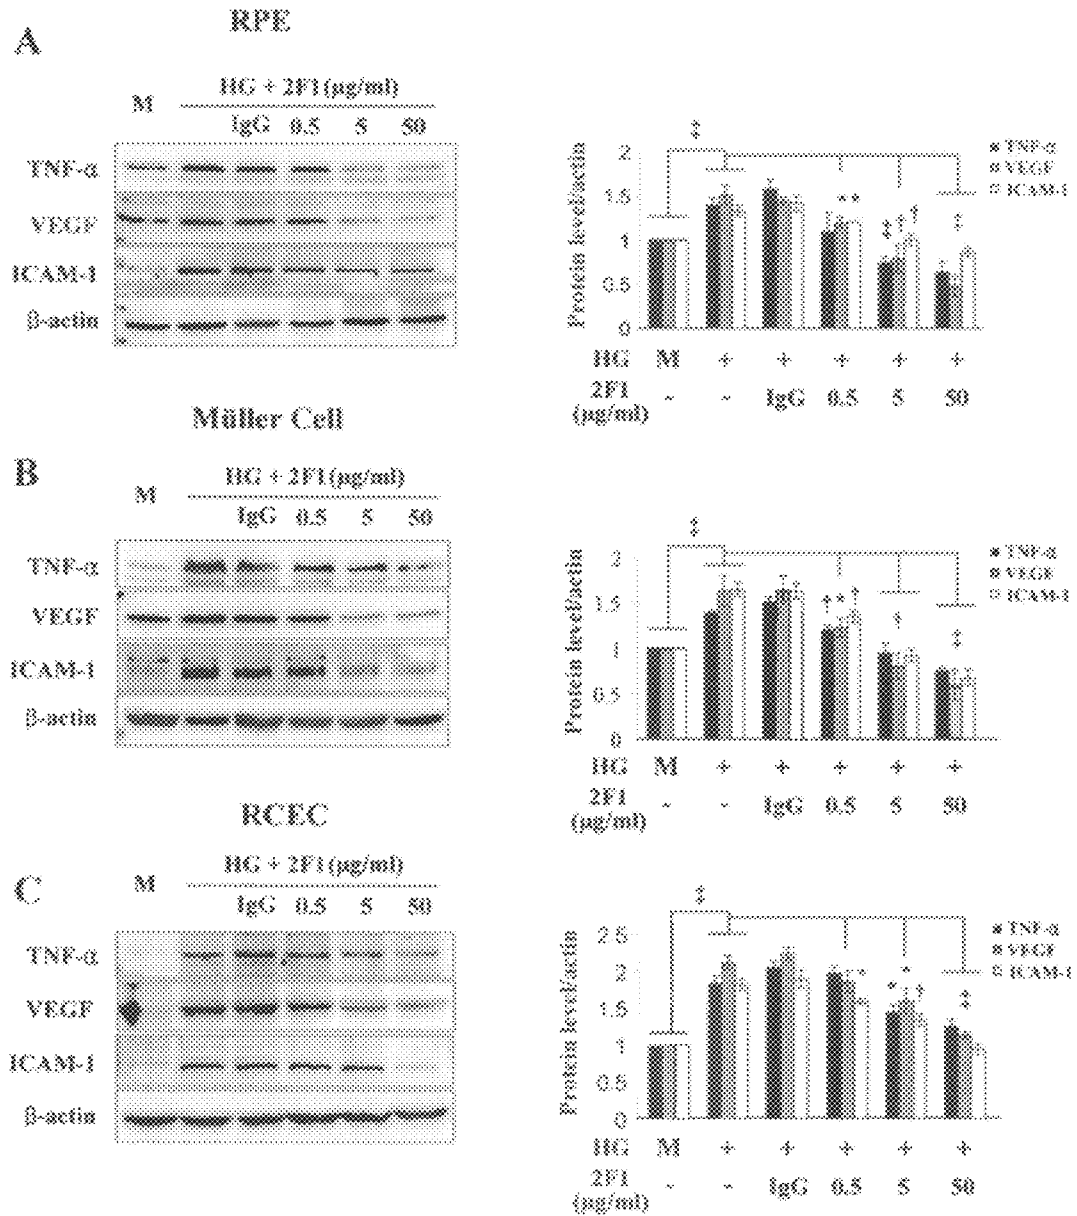 RPE
A
M
HG + 2F1(µg/ml)
IgG 0.5 5 50
TNF-α
VEGF
ICAM-1
β-actin
‡
TNF-α
VEGF
ICAM-1
Protein level/actin
2
1.5
1
0.5
0
* *
‡ † †
‡
HG M + + + + +
2F1 (µg/ml) - - IgG 0.5 5 50
Müller Cell
B
M
HG + 2F1(µg/ml)
IgG 0.5 5 50
TNF-α
VEGF
ICAM-1
β-actin
‡
TNF-α
VEGF
ICAM-1
Protein level/actin
2
1.5
1
0.5
0
† * †
†
‡
HG M + + + + +
2F1 (µg/ml) - - IgG 0.5 5 50
RCEC
C
M
HG + 2F1(µg/ml)
IgG 0.5 5 50
TNF-α
VEGF
ICAM-1
β-actin
‡
TNF-α
VEGF
ICAM-1
Protein level/actin
2.5
2
1.5
1
0.5
0
*
* * †
‡
HG M + + + + +
2F1 (µg/ml) - - IgG 0.5 5 50